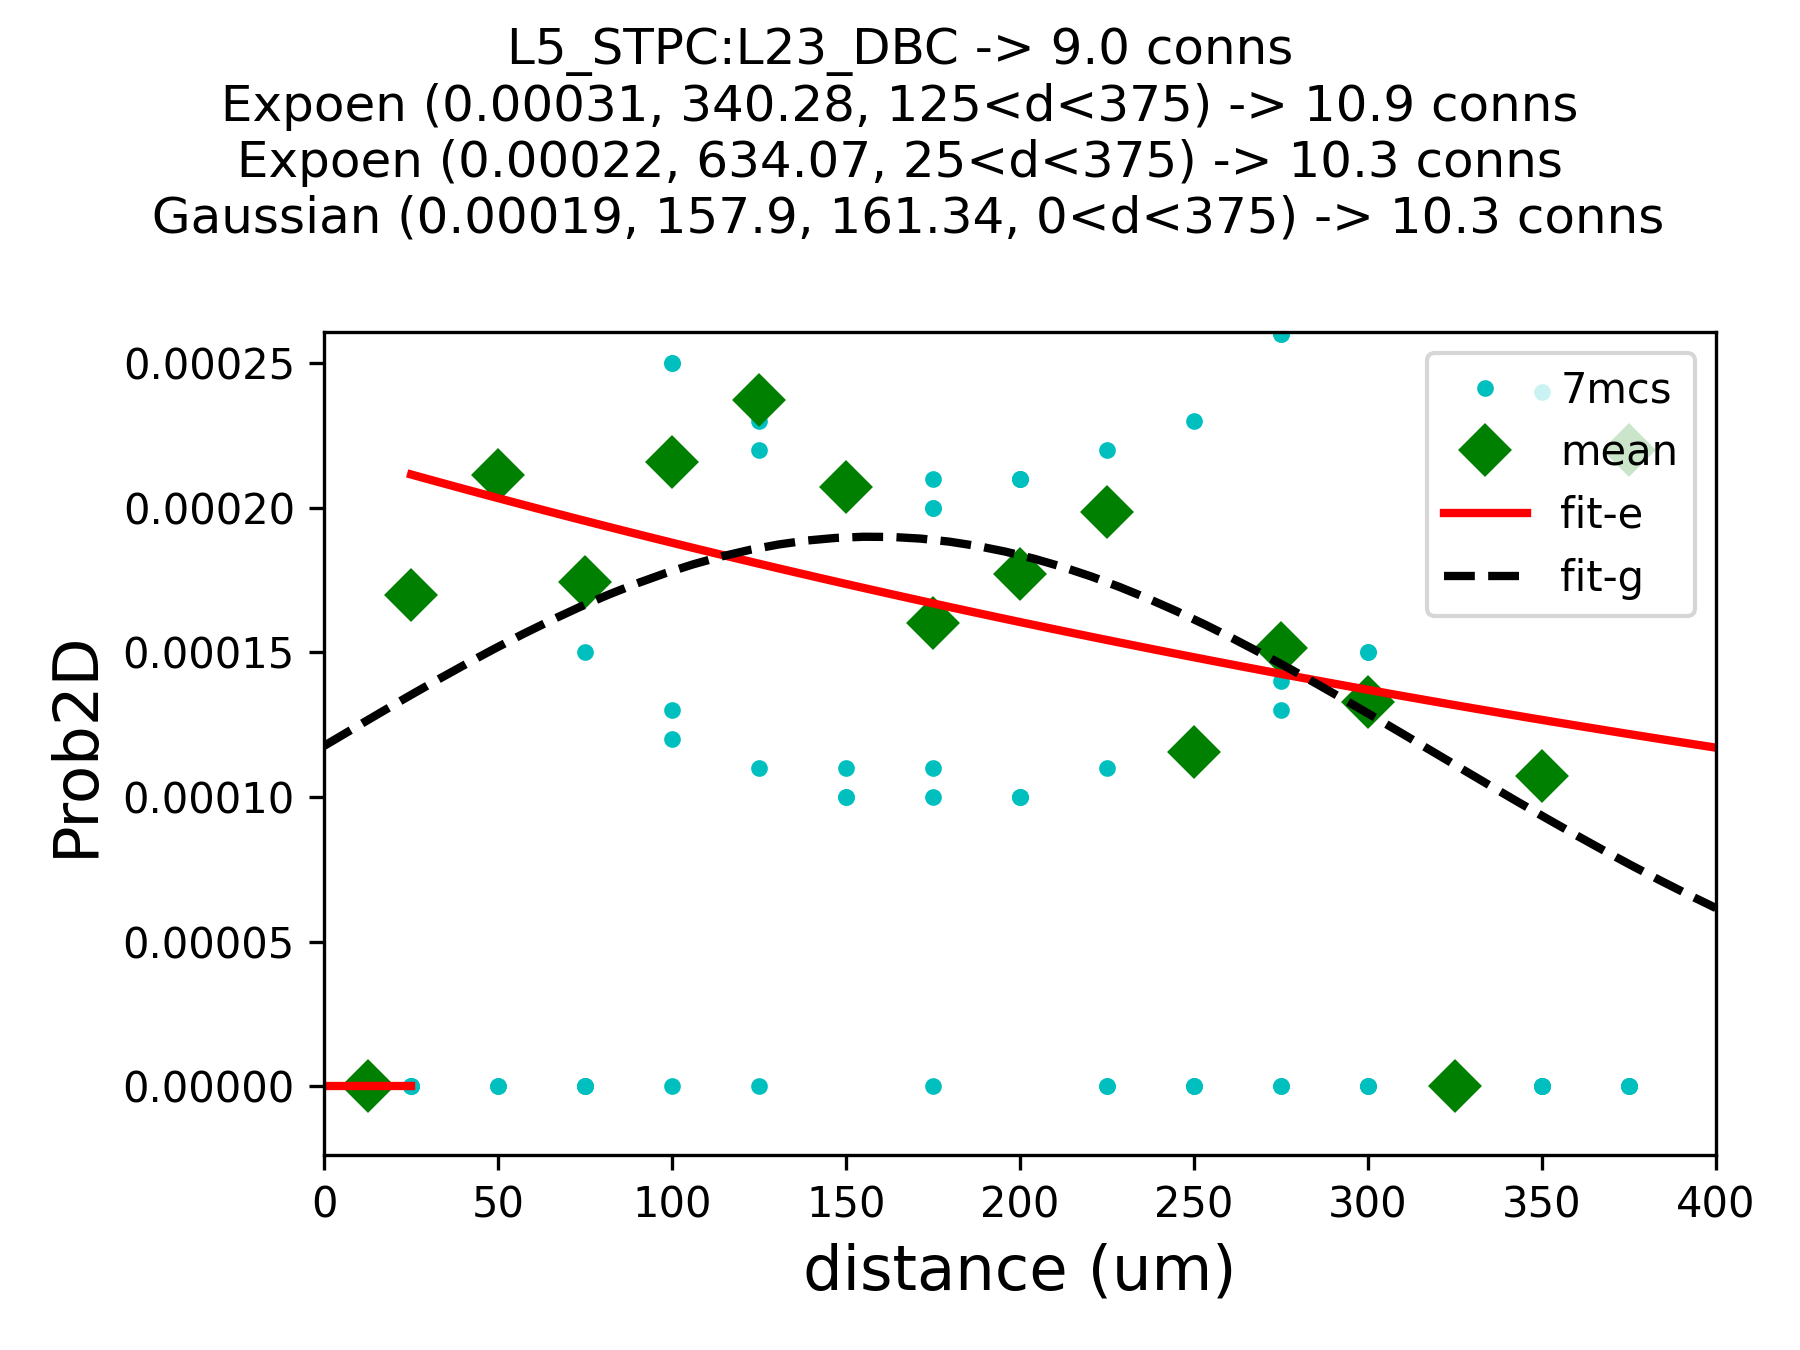 L5_STPC:L23_DBC -> 9.0 conns
Expoen (0.00031, 340.28, 125<d<375) -> 10.9 conns
Expoen (0.00022, 634.07, 25<d<375) -> 10.3 conns
Gaussian (0.00019, 157.9, 161.34, 0<d<375) -> 10.3 conns
0.00025
0.00020
0.00015
0.00010
0.00005
0.00000
Prob2D
7mcs
mean
fit-e
fit-g
0 50 100 150 200 250 300 350 400
distance (um)